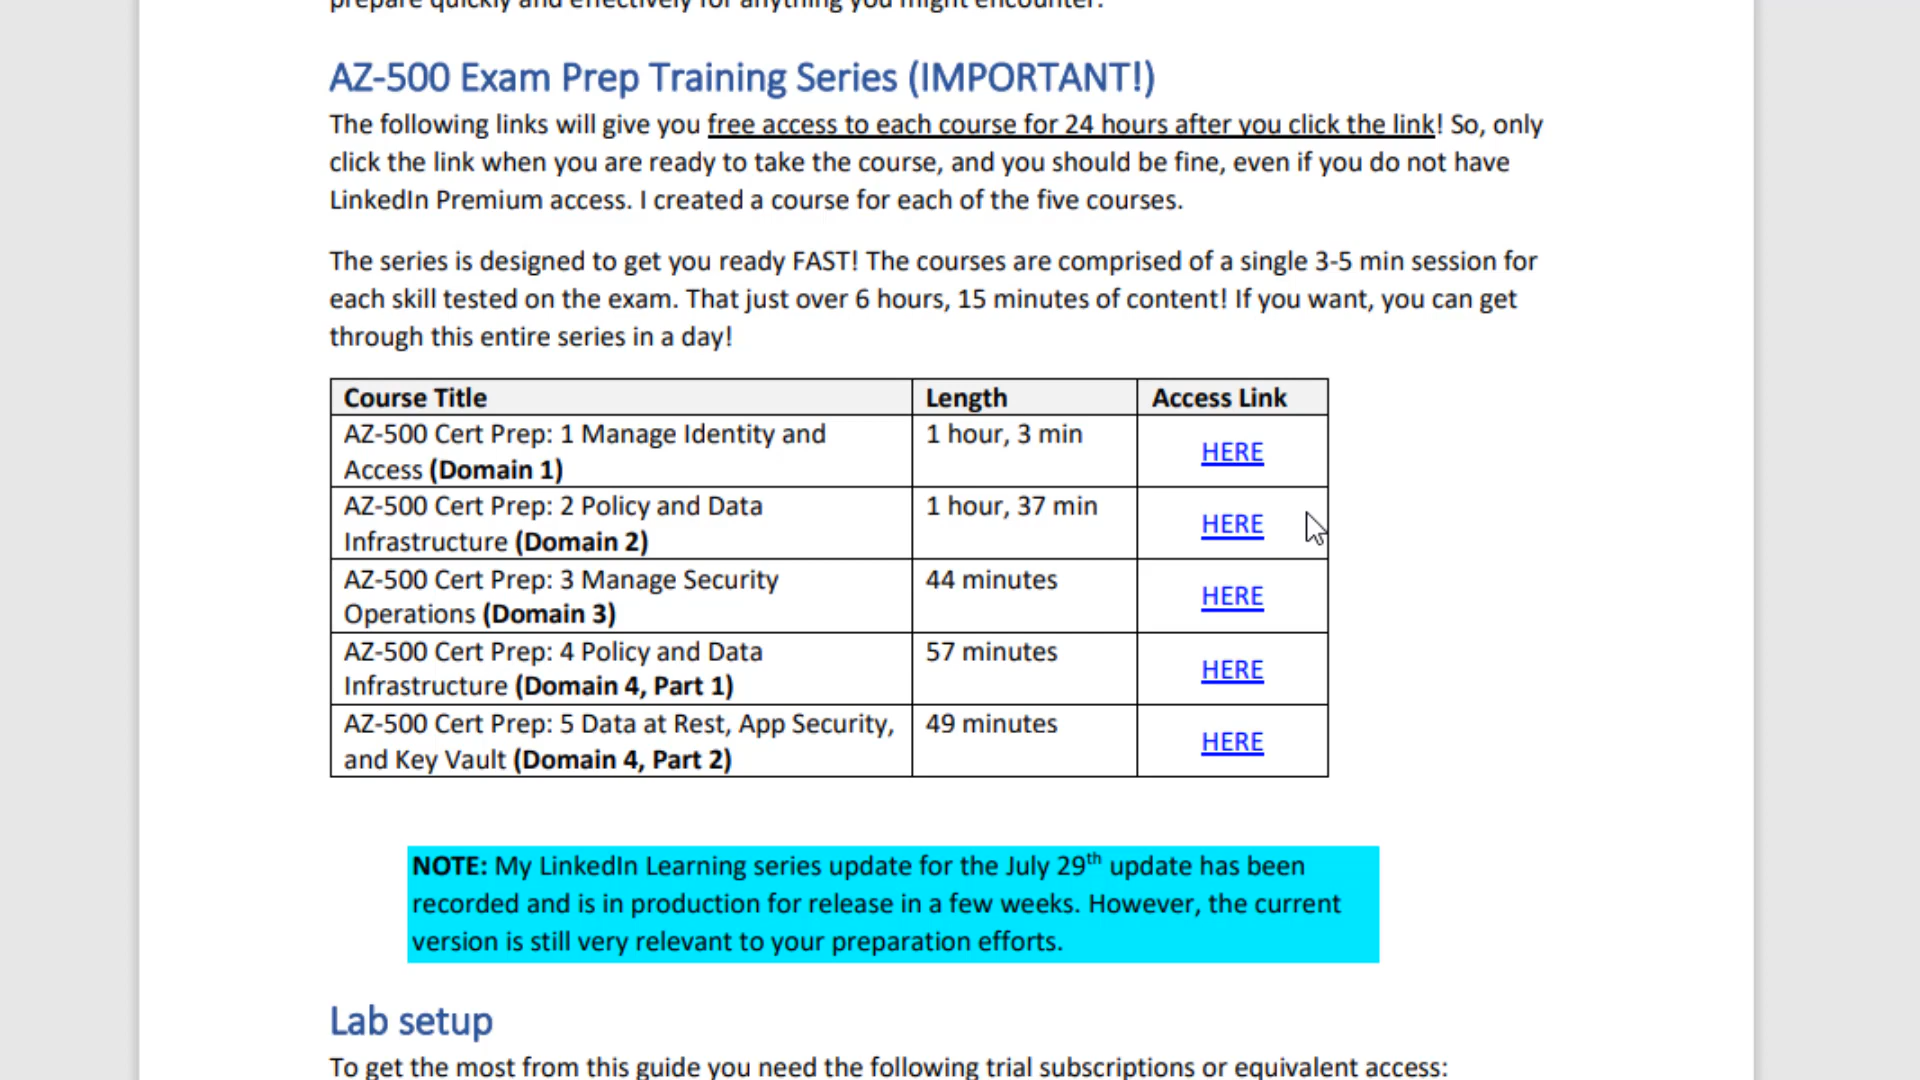 prepare quickly and effectively for anything you might encounter.
AZ-500 Exam Prep Training Series (IMPORTANT!)
The following links will give you free access to each course for 24 hours after you click the link! So, only
click the link when you are ready to take the course, and you should be fine, even if you do not have
LinkedIn Premium access. I created a course for each of the five courses.
The series is designed to get you ready FAST! The courses are comprised of a single 3-5 min session for
each skill tested on the exam. That just over 6 hours, 15 minutes of content! If you want, you can get
through this entire series in a day!
Course Title Length Access Link
AZ-500 Cert Prep: 1 Manage Identity and
Access (Domain 1)
1 hour, 3 min
HERE
AZ-500 Cert Prep: 2 Policy and Data
Infrastructure (Domain 2)
1 hour, 37 min
HERE
AZ-500 Cert Prep: 3 Manage Security
Operations (Domain 3)
44 minutes
HERE
AZ-500 Cert Prep: 4 Policy and Data
Infrastructure (Domain 4, Part 1)
57 minutes
HERE
AZ-500 Cert Prep: 5 Data at Rest, App Security,
and Key Vault (Domain 4, Part 2)
49 minutes
HERE
NOTE: My LinkedIn Learning series update for the July 29th update has been
recorded and is in production for release in a few weeks. However, the current
version is still very relevant to your preparation efforts.
Lab setup
To get the most from this guide you need the following trial subscriptions or equivalent access: